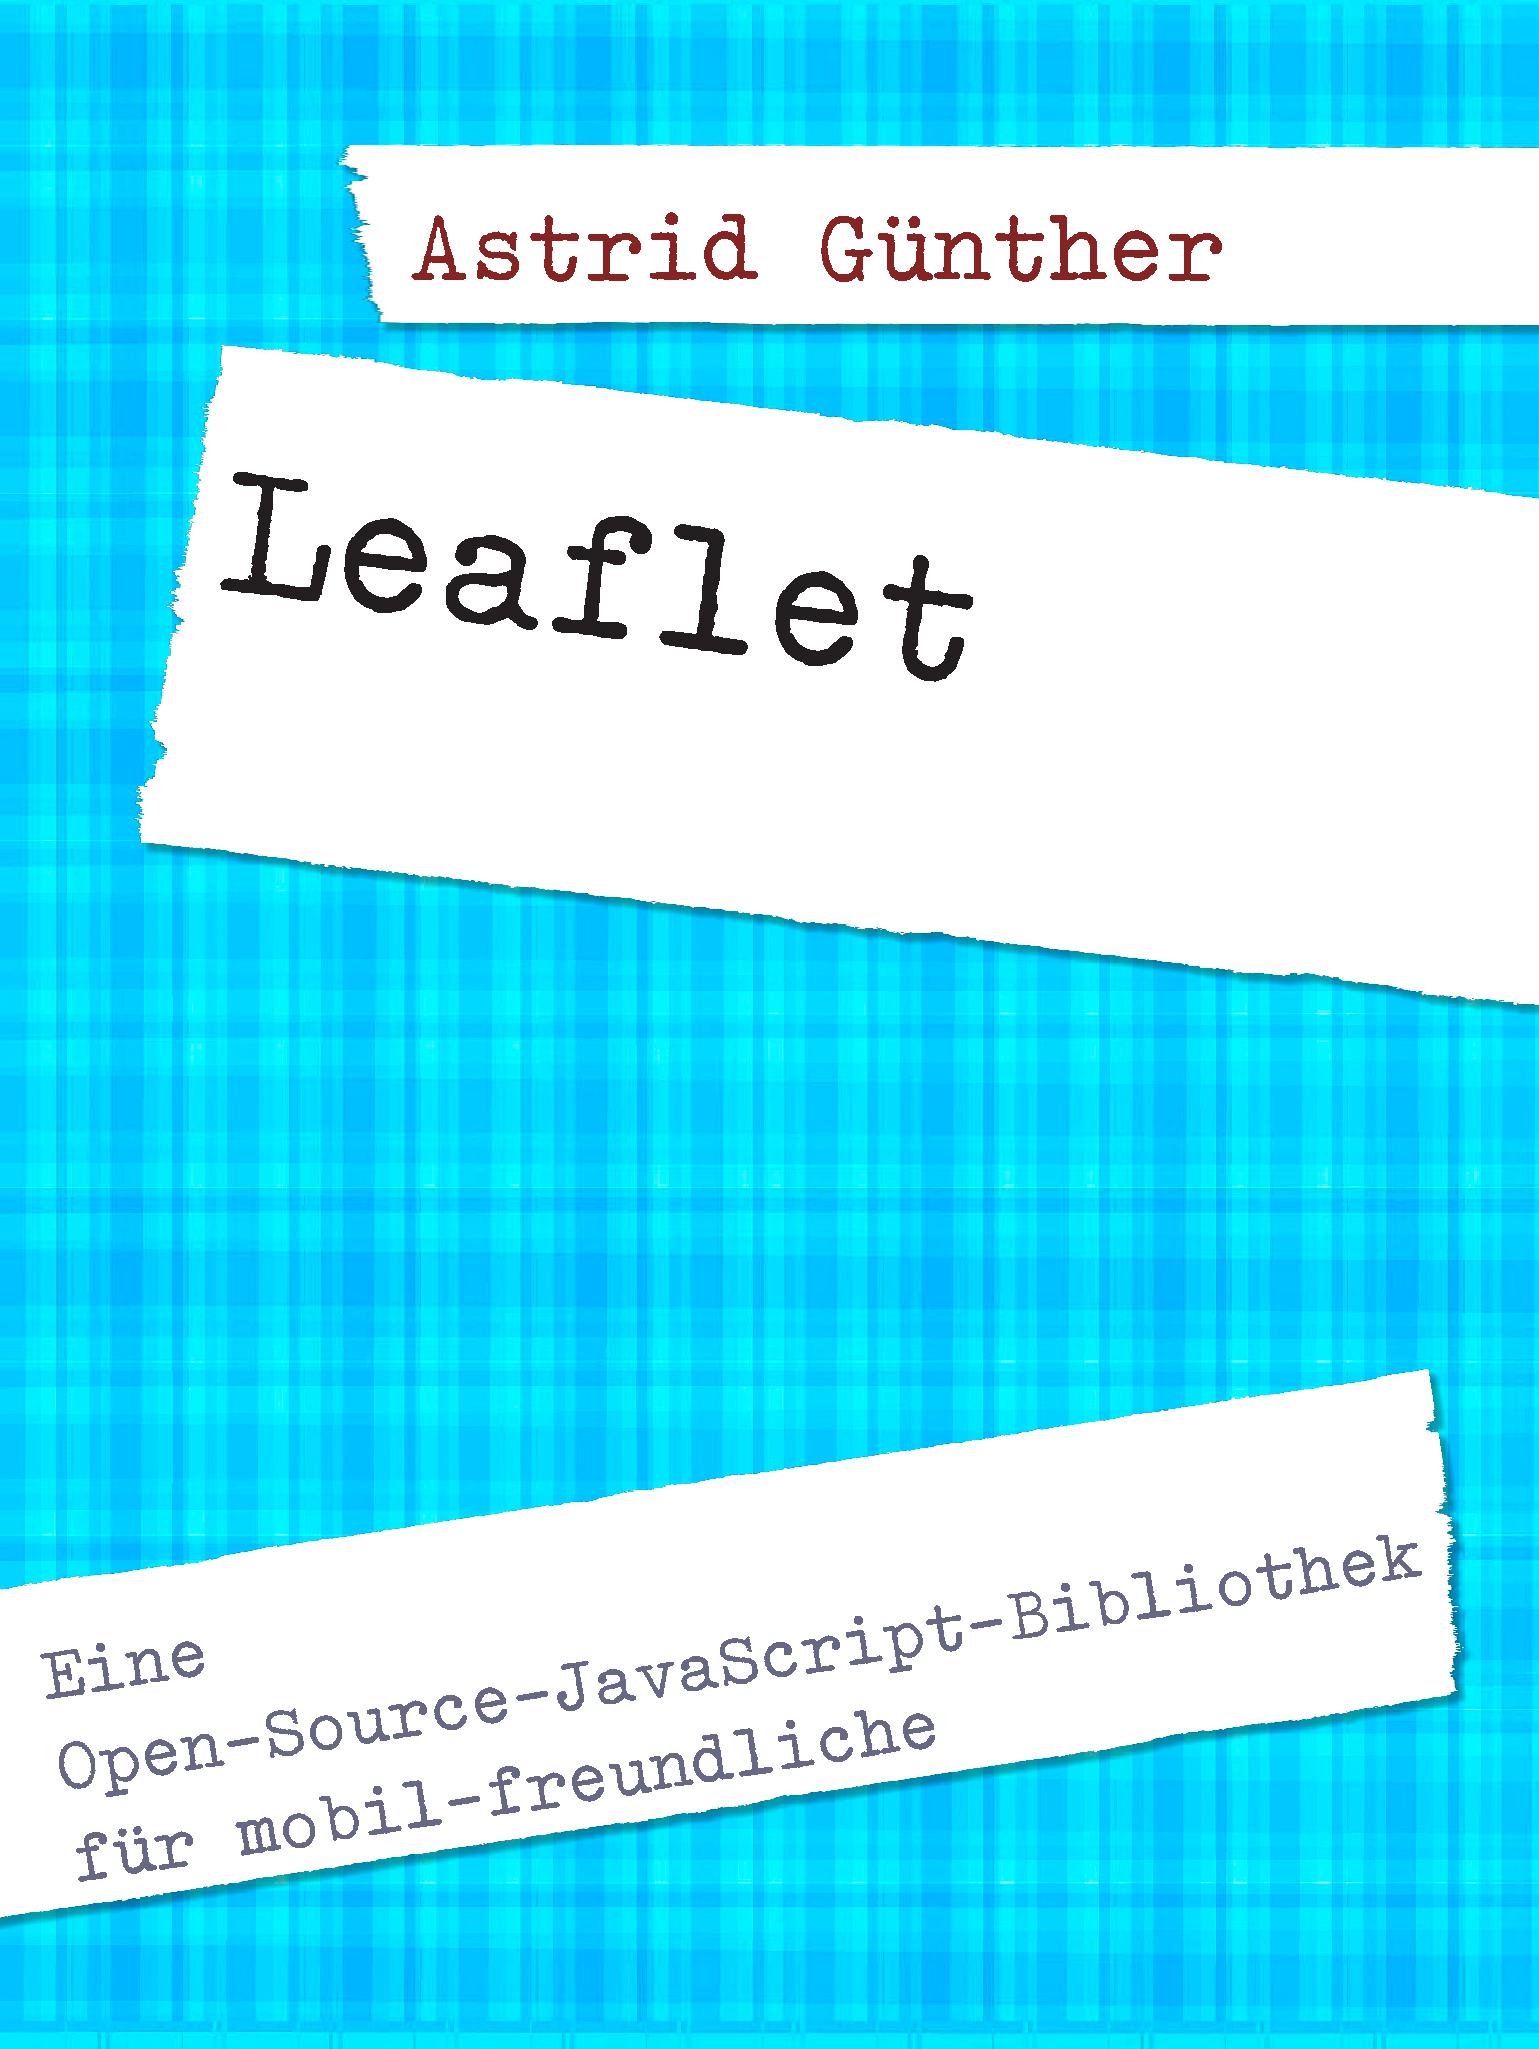 Astrid Günther
Leaflet
Eine
Open-Source-JavaScript-Bibliothek
für mobil-freundliche